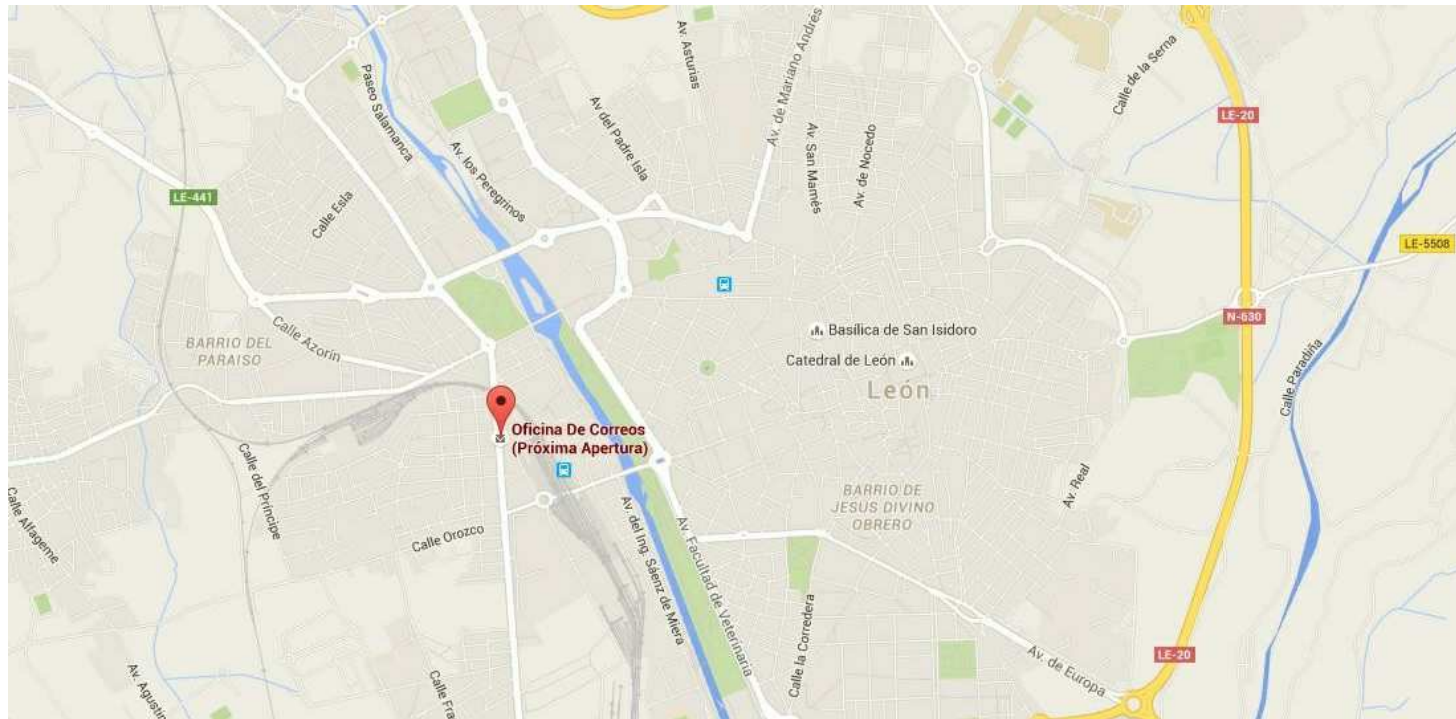 Av. Asturias
Av. de Mariano Andrés
Calle de la Serna
Paseo Salamanca
Av del Padre Isla
LE-20
Av. los Peregrinos
Av. San Mamés
Av. de Nocedo
LE-441
Calle Esla
LE-5508
N-630
Basílica de San Isidoro
Calle Azorín
BARRIO DEL
PARAISO
Catedral de León
León
Calle Paradiña
Oficina De Correos
(Próxima Apertura)
Calle del Príncipe
Av. Real
BARRIO DE
JESUS DIVINO
OBRERO
Calle Alfageme
Calle Orozco
Av. del Ing. Sáenz de Miera
Av. Facultad de Veterinaria
Calle la Corredera
Av. de Europa
LE-20
Av. Agustín
Calle Fra